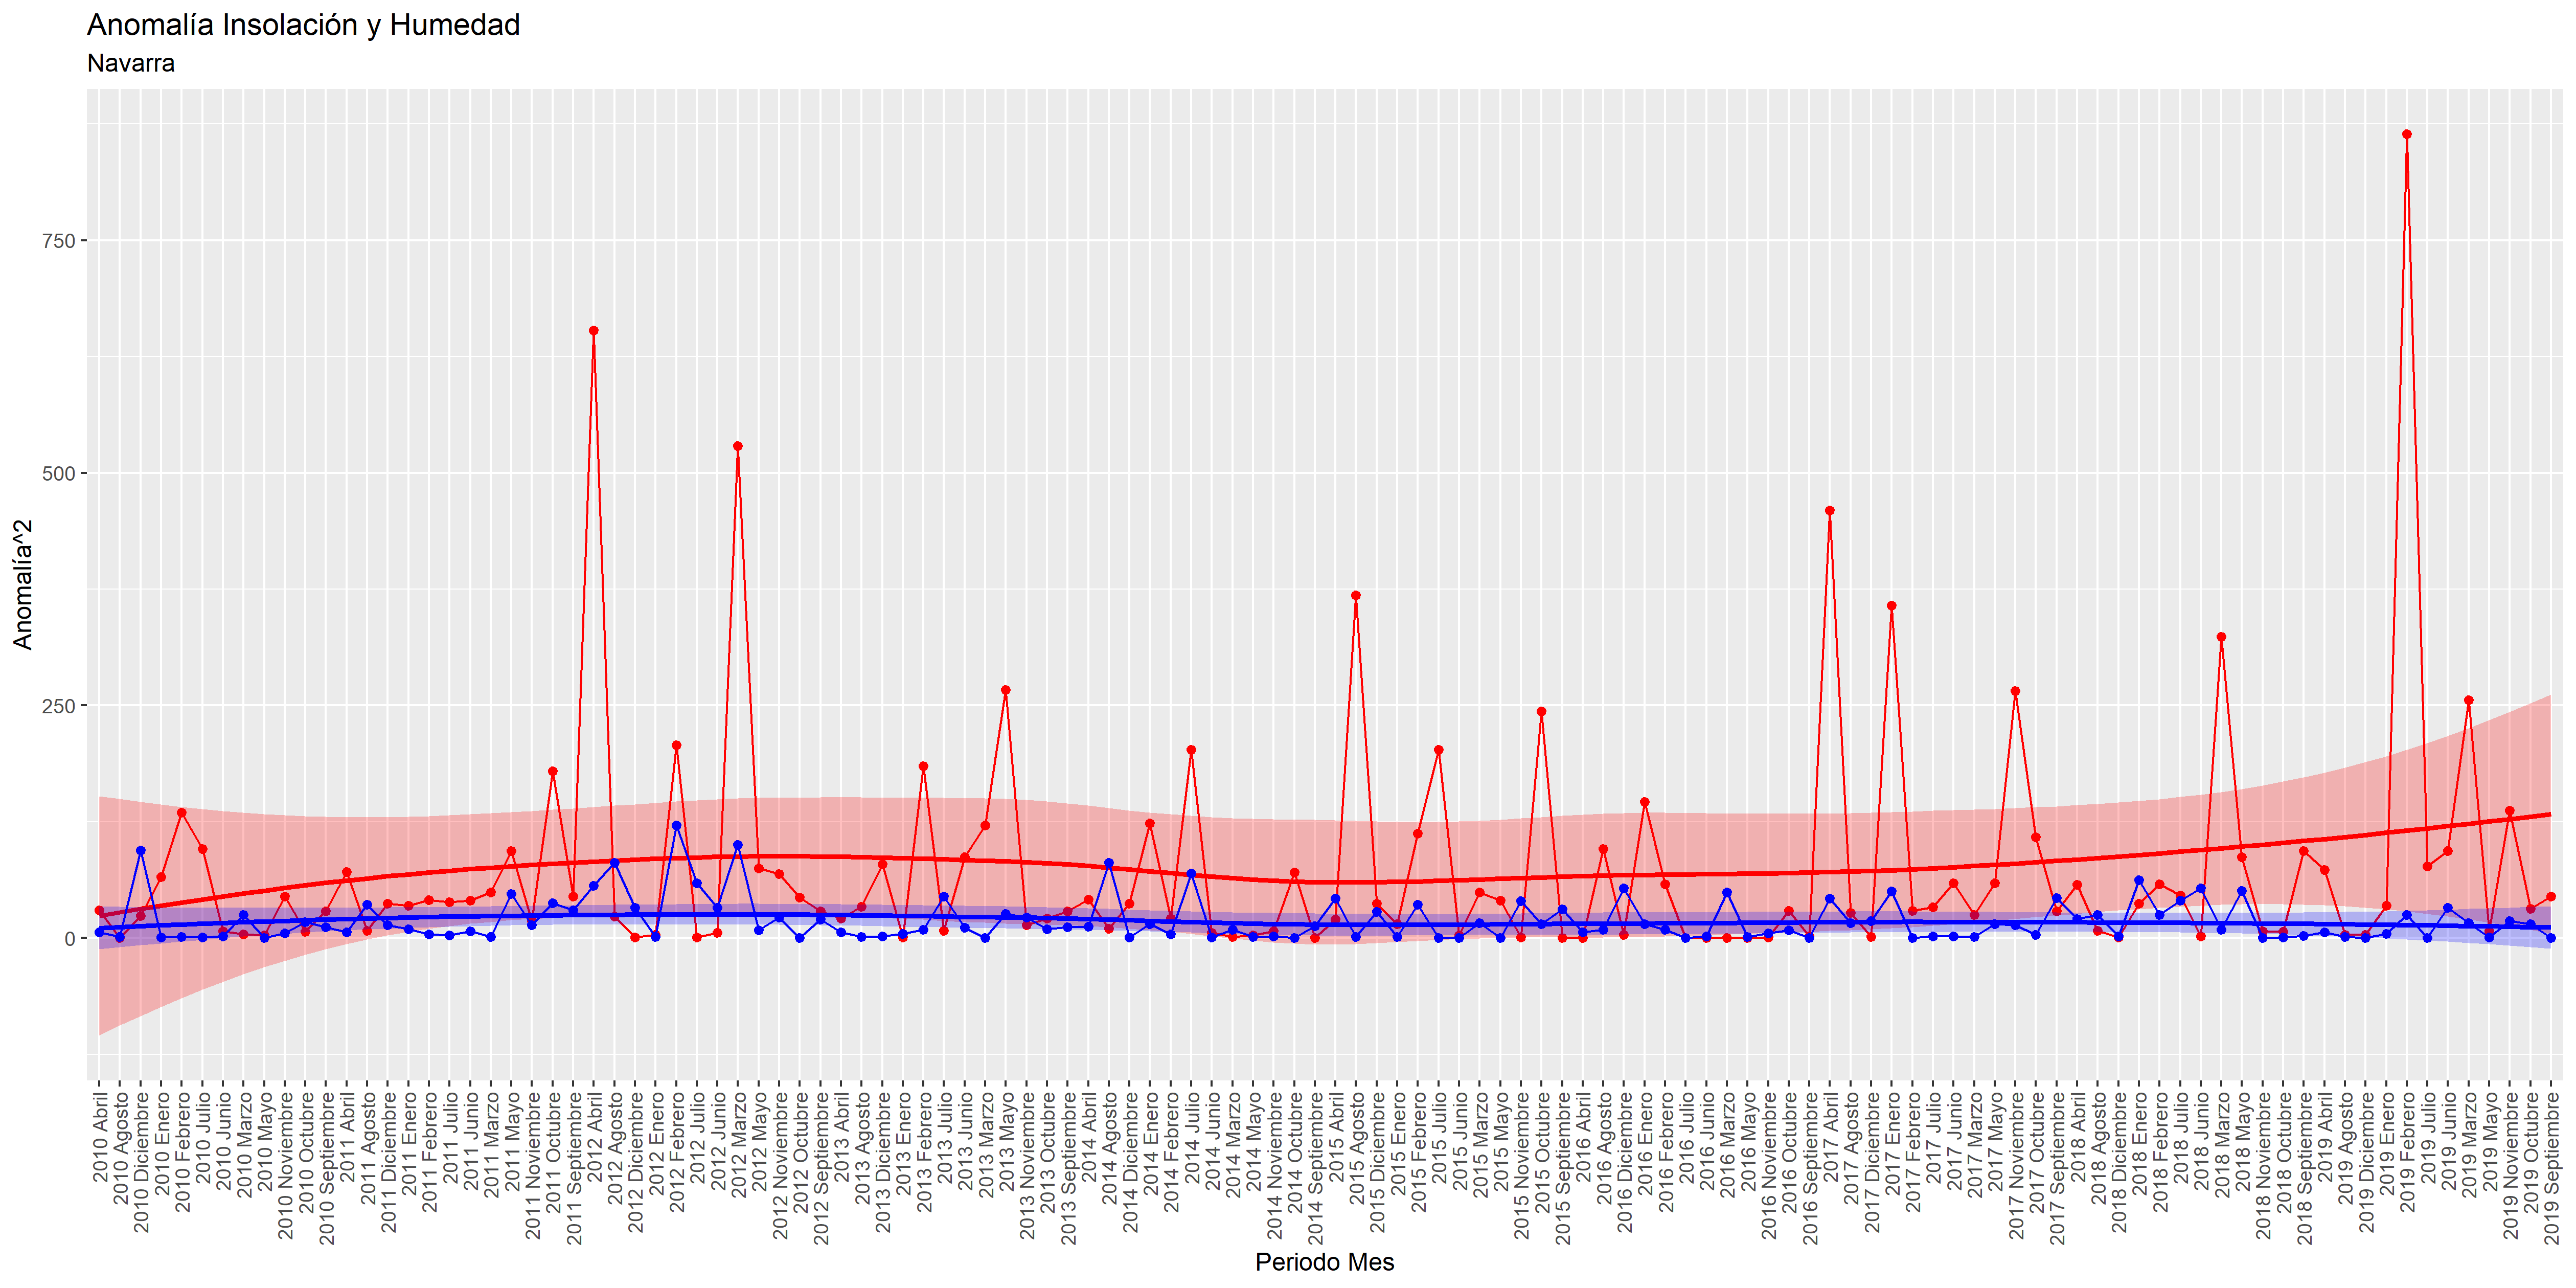 Anomalía Insolación y Humedad
Navarra
Anomalía^2
750
500
250
0
2010 Abril
2010 Agosto
2010 Diciembre
2010 Enero
2010 Febrero
2010 Julio
2010 Junio
2010 Marzo
2010 Mayo
2010 Noviembre
2010 Octubre
2010 Septiembre
2011 Abril
2011 Agosto
2011 Diciembre
2011 Enero
2011 Febrero
2011 Julio
2011 Junio
2011 Marzo
2011 Mayo
2011 Noviembre
2011 Octubre
2011 Septiembre
2012 Abril
2012 Agosto
2012 Diciembre
2012 Enero
2012 Febrero
2012 Julio
2012 Junio
2012 Marzo
2012 Mayo
2012 Noviembre
2012 Octubre
2012 Septiembre
2013 Abril
2013 Agosto
2013 Diciembre
2013 Enero
2013 Febrero
2013 Julio
2013 Junio
2013 Marzo
2013 Mayo
2013 Noviembre
2013 Octubre
2013 Septiembre
2014 Abril
2014 Agosto
2014 Diciembre
2014 Enero
2014 Febrero
2014 Julio
2014 Junio
2014 Marzo
2014 Mayo
2014 Noviembre
2014 Octubre
2014 Septiembre
2015 Abril
2015 Agosto
2015 Diciembre
2015 Enero
2015 Febrero
2015 Julio
2015 Junio
2015 Marzo
2015 Mayo
2015 Noviembre
2015 Octubre
2015 Septiembre
2016 Abril
2016 Agosto
2016 Diciembre
2016 Enero
2016 Febrero
2016 Julio
2016 Junio
2016 Marzo
2016 Mayo
2016 Noviembre
2016 Octubre
2016 Septiembre
2017 Abril
2017 Agosto
2017 Diciembre
2017 Enero
2017 Febrero
2017 Julio
2017 Junio
2017 Marzo
2017 Mayo
2017 Noviembre
2017 Octubre
2017 Septiembre
2018 Abril
2018 Agosto
2018 Diciembre
2018 Enero
2018 Febrero
2018 Julio
2018 Junio
2018 Marzo
2018 Mayo
2018 Noviembre
2018 Octubre
2018 Septiembre
2019 Abril
2019 Agosto
2019 Diciembre
2019 Enero
2019 Febrero
2019 Julio
2019 Junio
2019 Marzo
2019 Mayo
2019 Noviembre
2019 Octubre
2019 Septiembre
Periodo Mes